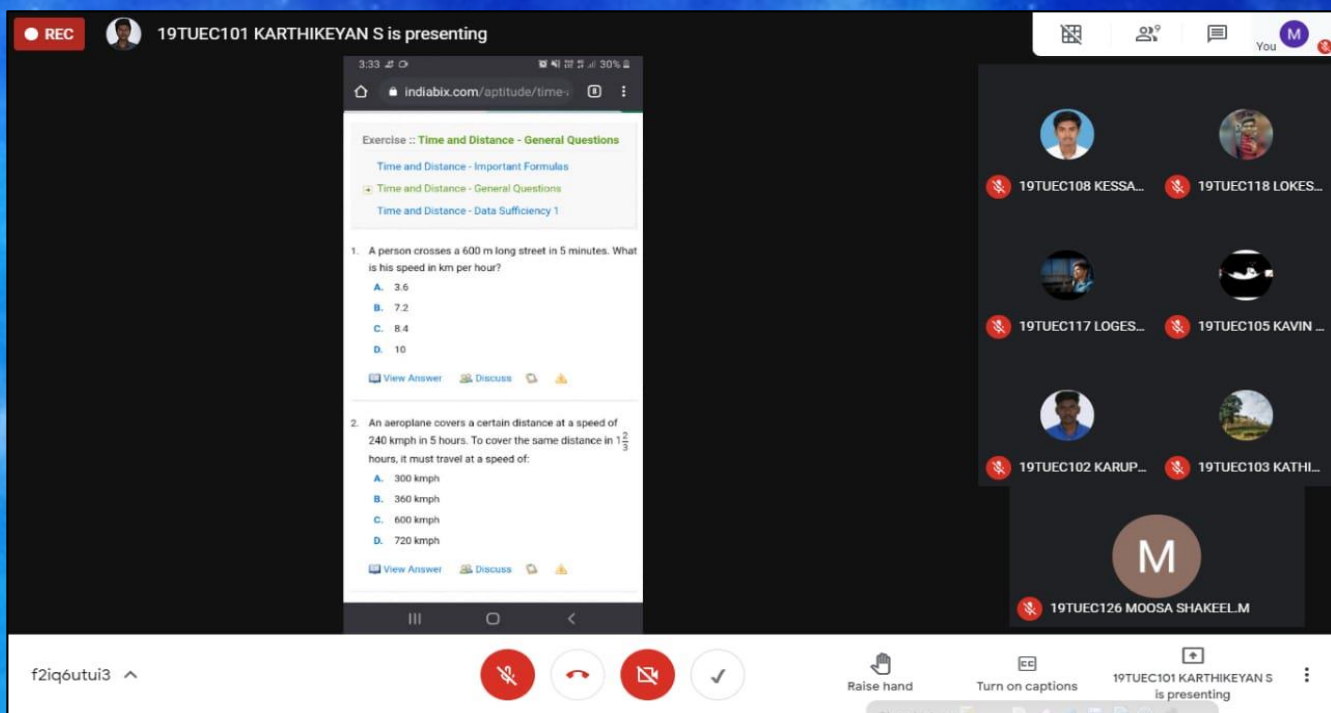 REC
19TUEC101 KARTHIKEYAN S is presenting
9
You
M
3:33
30%
indiabix.com/aptitude/time-
8
Exercise :: Time and Distance - General Questions
Time and Distance - Important Formulas
Time and Distance - General Questions
Time and Distance - Data Sufficiency 1
1. A person crosses a 600 m long street in 5 minutes. What
is his speed in km per hour?
A. 3.6
B. 7.2
C. 8.4
D. 10
View Answer Discuss
2. An aeroplane covers a certain distance at a speed of
240 kmph in 5 hours. To cover the same distance in 1 2/3
hours, it must travel at a speed of:
A. 300 kmph
B. 360 kmph
C. 600 kmph
D. 720 kmph
View Answer Discuss
19TUEC108 KESSA...
19TUEC118 LOKES...
19TUEC117 LOGES...
19TUEC105 KAVIN ...
19TUEC102 KARUP...
19TUEC103 KATHI...
M
19TUEC126 MOOSA SHAKEEL.M
f2iq6utui3
Raise hand
CC
Turn on captions
19TUEC101 KARTHIKEYAN S
is presenting